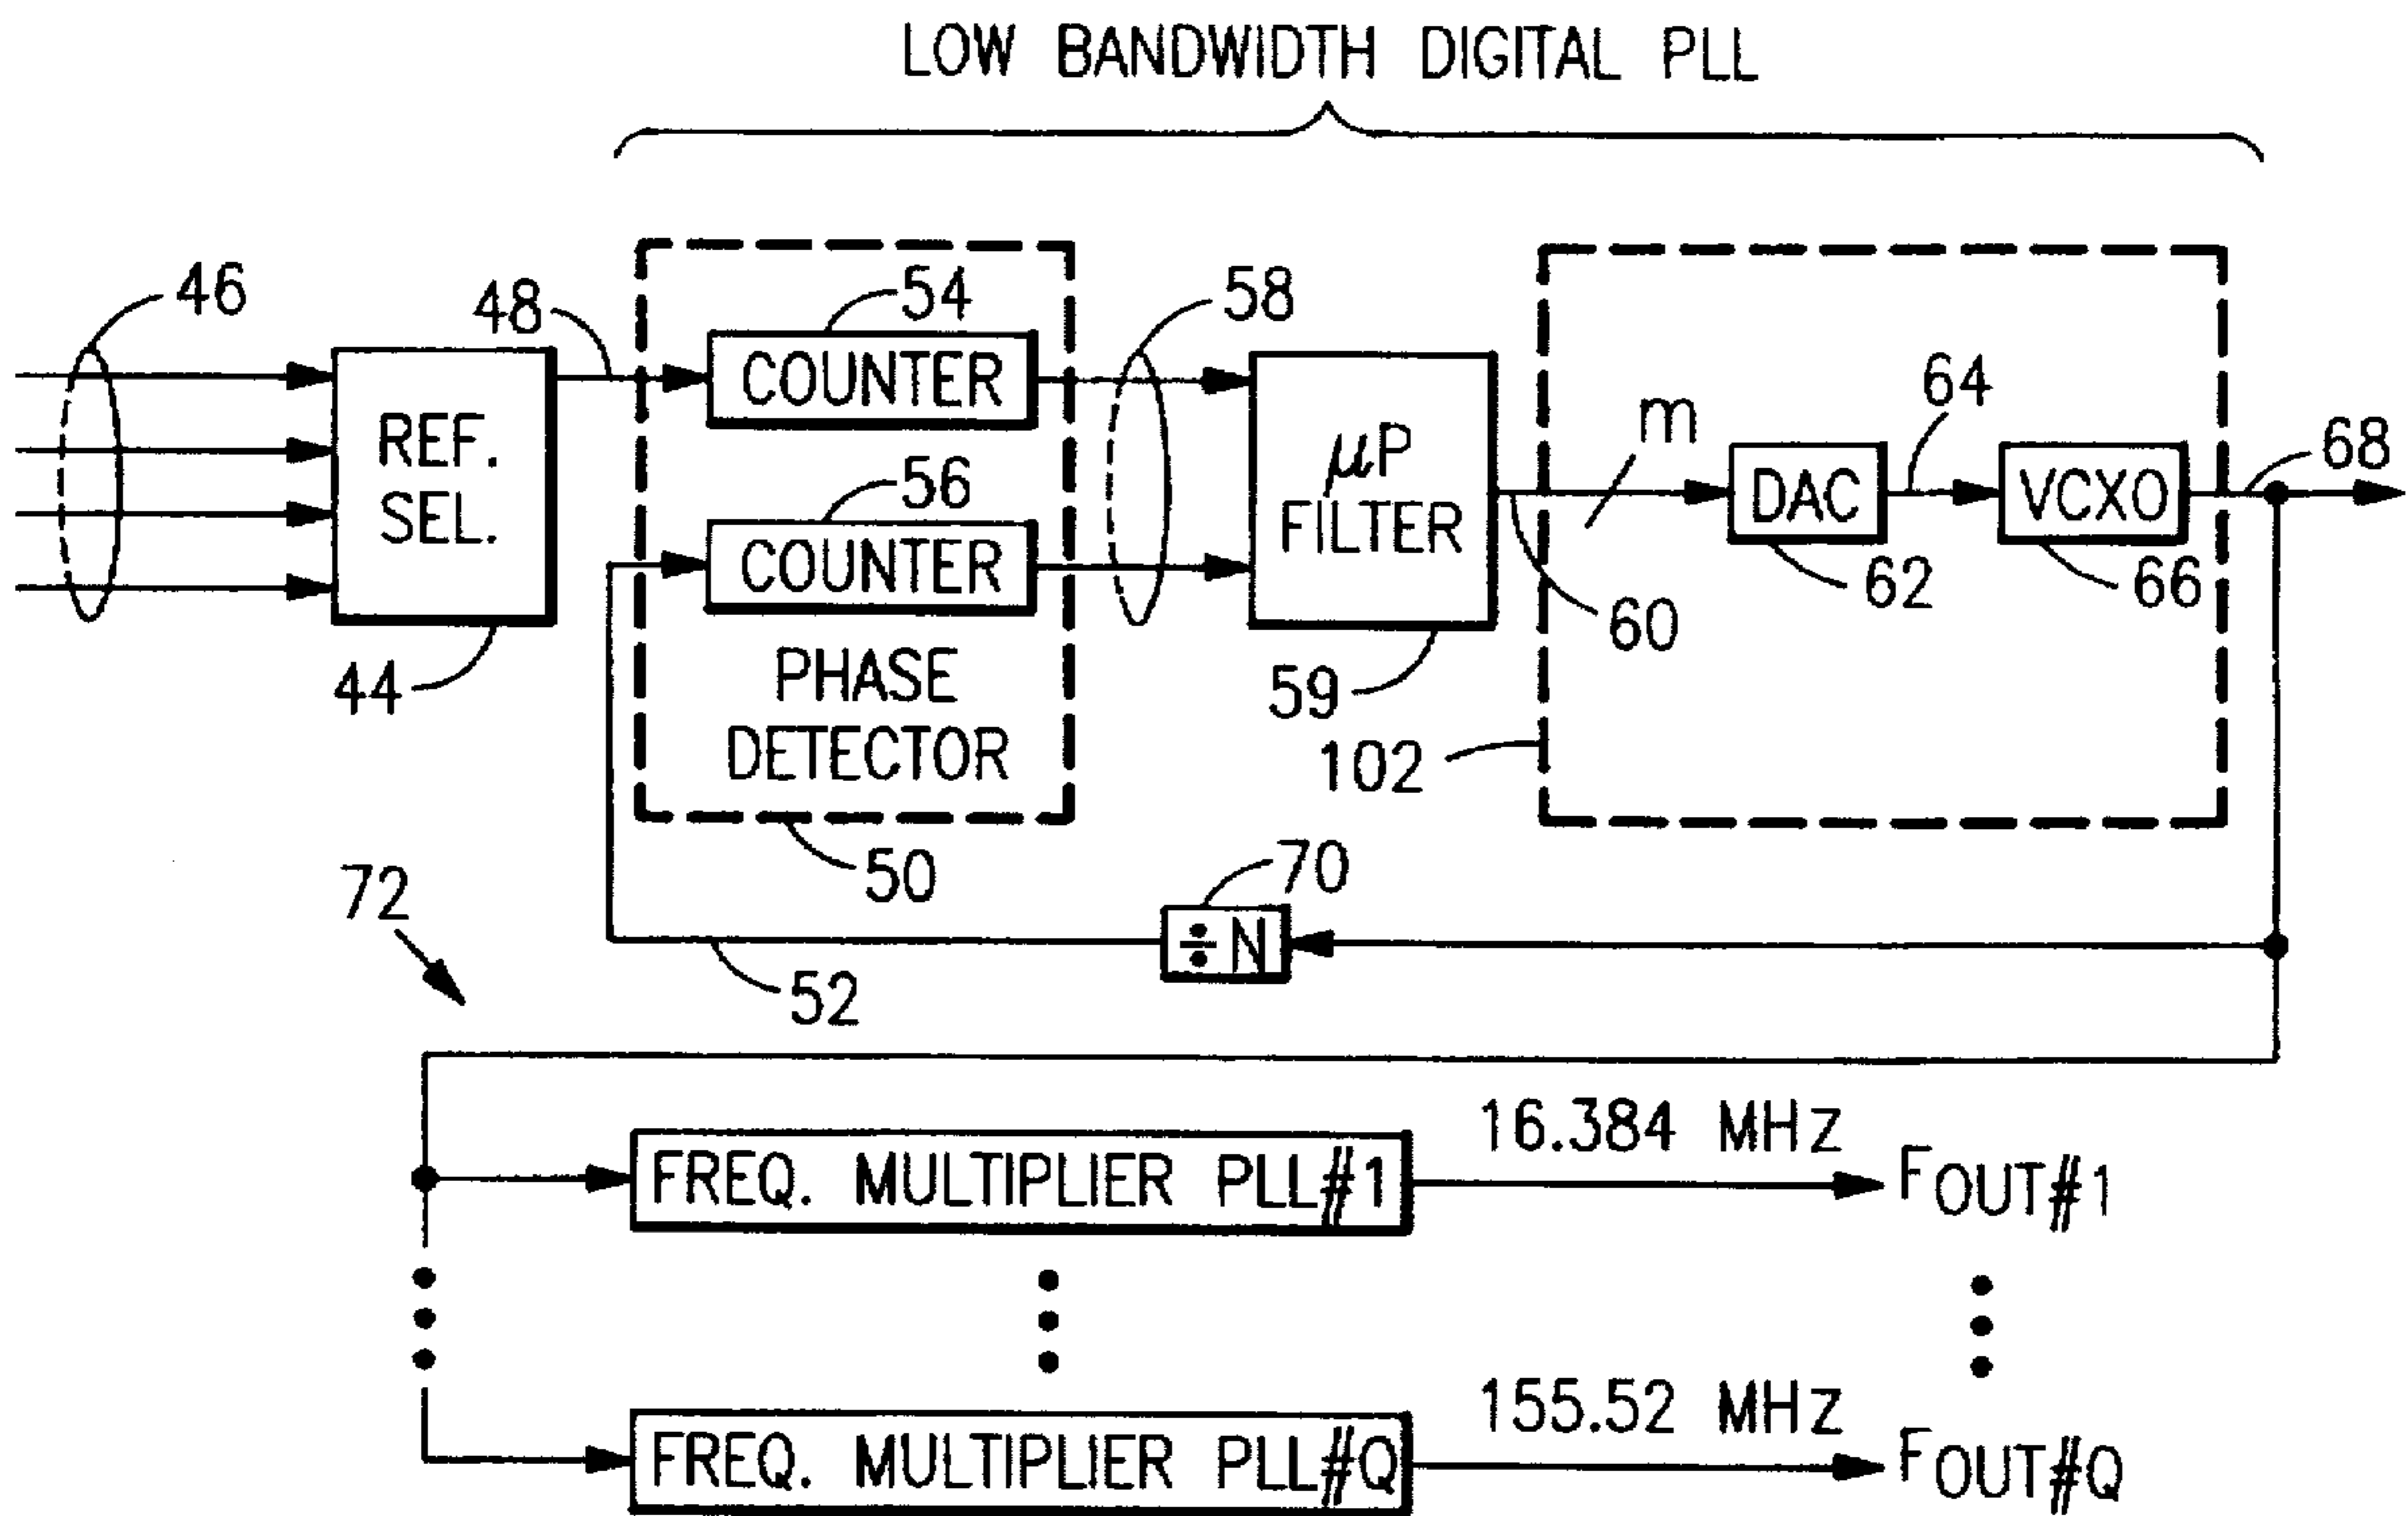 LOW BANDWIDTH DIGITAL PLL
46
48
54
58
COUNTER
REF.
SEL.
56
COUNTER
μP
FILTER
m
64
DAC
VCXO
68
62
66
60
44
PHASE
DETECTOR
59
102
50
70
72
÷N
52
16.384 MHz
FREQ. MULTIPLIER PLL#1
FOUT#1
155.52 MHz
FREQ. MULTIPLIER PLL#Q
FOUT#Q